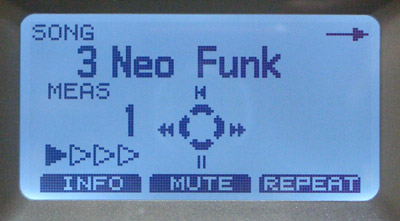 SONG
3 Neo Funk
MEAS
1
INFO MUTE REPEAT